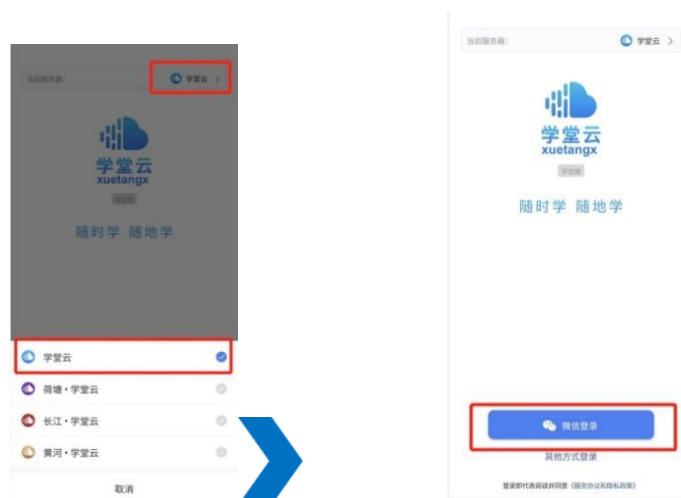 当前服务器:
学堂云
学堂云
xuetangx
学生端
随时学 随地学
学堂云
荷塘·学堂云
长江·学堂云
黄河·学堂云
取消
当前服务器:
学堂云
学堂云
xuetangx
学生端
随时学 随地学
微信登录
其他方式登录
登录即代表阅读并同意《服务协议和隐私政策》